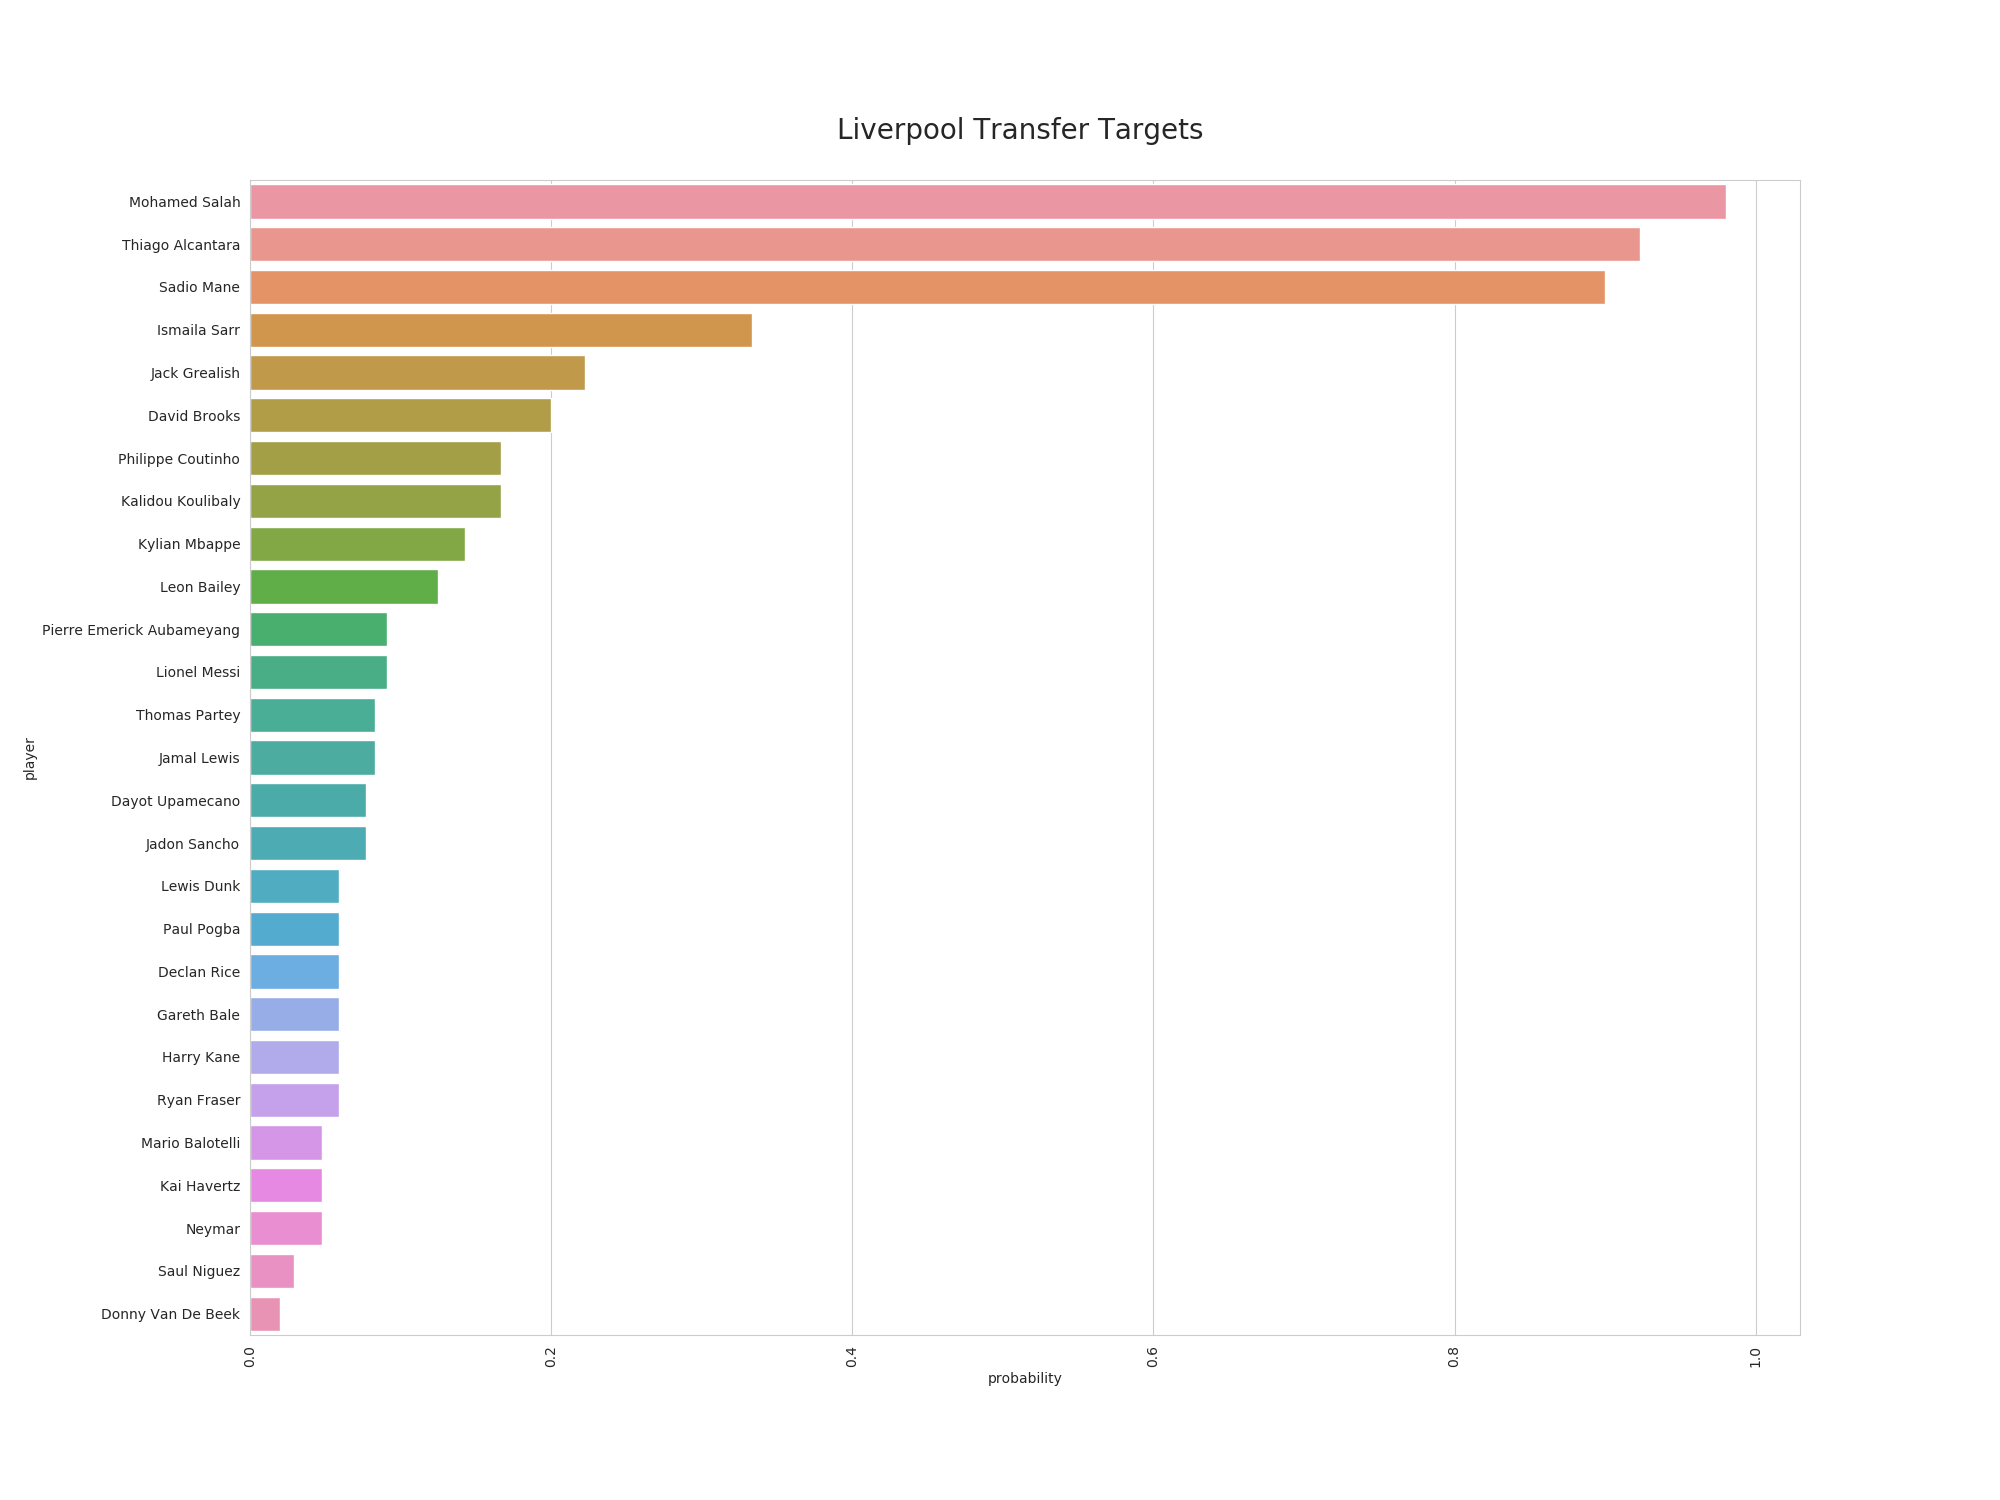 Liverpool Transfer Targets
Mohamed Salah
Thiago Alcantara
Sadio Mane
Ismaila Sarr
Jack Grealish
David Brooks
Philippe Coutinho
Kalidou Koulibaly
Kylian Mbappe
Leon Bailey
Pierre Emerick Aubameyang
Lionel Messi
Thomas Partey
Jamal Lewis
Dayot Upamecano
Jadon Sancho
Lewis Dunk
Paul Pogba
Declan Rice
Gareth Bale
Harry Kane
Ryan Fraser
Mario Balotelli
Kai Havertz
Neymar
Saul Niguez
Donny Van De Beek
player
0.0
0.2
0.4
0.6
0.8
1.0
probability